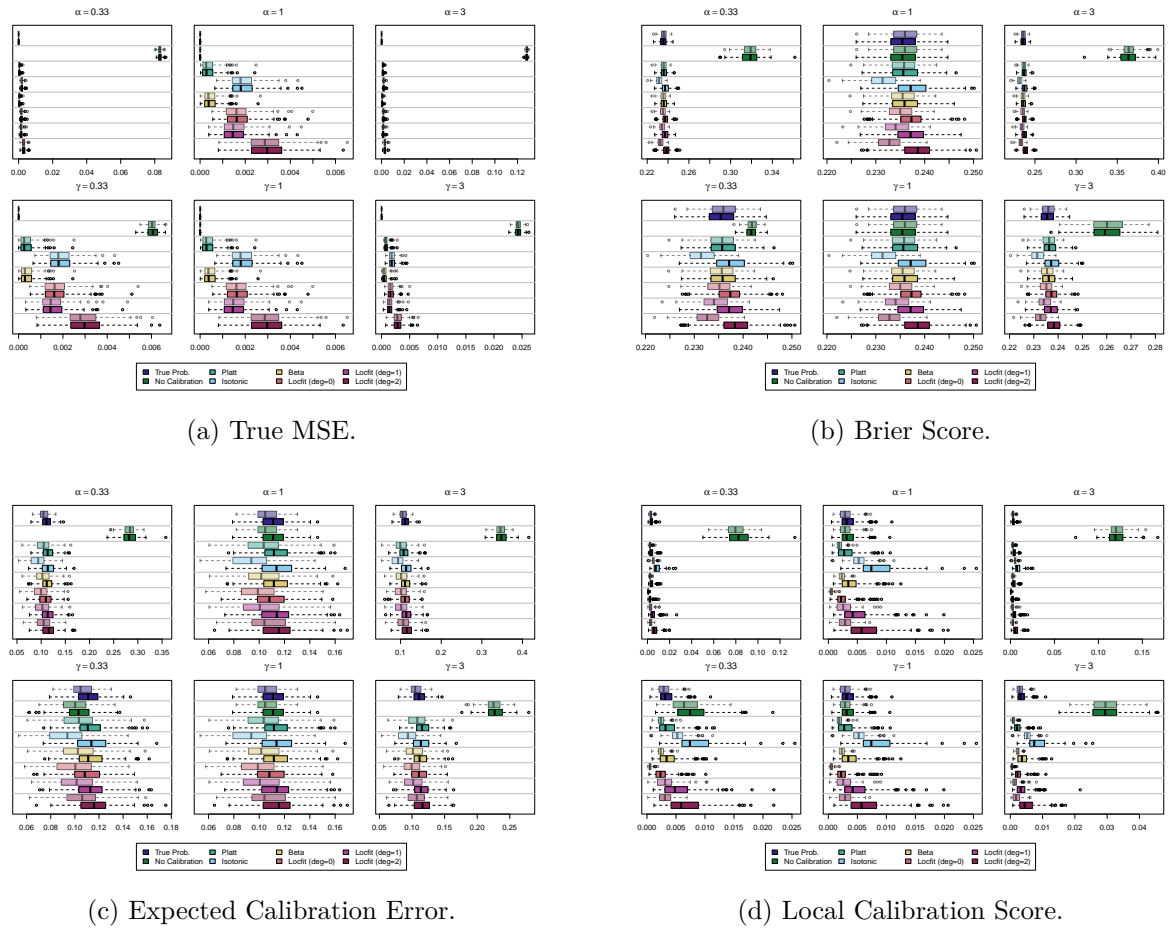 α = 0.33 α = 1 α = 3
0.00 0.02 0.04 0.06 0.08 0.000 0.002 0.004 0.006 0.00 0.02 0.04 0.06 0.08 0.10 0.12
γ = 0.33 γ = 1 γ = 3
0.000 0.002 0.004 0.006 0.000 0.002 0.004 0.006 0.000 0.005 0.010 0.015 0.020 0.025
True Prob. Platt Beta Locfit (deg=1)
No Calibration Isotonic Locfit (deg=0) Locfit (deg=2)
(a) True MSE.
α = 0.33 α = 1 α = 3
0.22 0.24 0.26 0.28 0.30 0.32 0.34 0.36 0.220 0.230 0.240 0.250 0.25 0.30 0.35 0.40
γ = 0.33 γ = 1 γ = 3
0.220 0.230 0.240 0.250 0.220 0.230 0.240 0.250 0.22 0.23 0.24 0.25 0.26 0.27 0.28
True Prob. Platt Beta Locfit (deg=1)
No Calibration Isotonic Locfit (deg=0) Locfit (deg=2)
(b) Brier Score.
α = 0.33 α = 1 α = 3
0.05 0.10 0.15 0.20 0.25 0.30 0.35 0.06 0.08 0.10 0.12 0.14 0.16 0.1 0.2 0.3 0.4
γ = 0.33 γ = 1 γ = 3
0.06 0.08 0.10 0.12 0.14 0.16 0.18 0.06 0.08 0.10 0.12 0.14 0.16 0.05 0.10 0.15 0.20 0.25
True Prob. Platt Beta Locfit (deg=1)
No Calibration Isotonic Locfit (deg=0) Locfit (deg=2)
(c) Expected Calibration Error.
α = 0.33 α = 1 α = 3
0.00 0.02 0.04 0.06 0.08 0.10 0.12 0.000 0.005 0.010 0.015 0.020 0.025 0.00 0.05 0.10 0.15
γ = 0.33 γ = 1 γ = 3
0.000 0.005 0.010 0.015 0.020 0.025 0.000 0.005 0.010 0.015 0.020 0.025 0.00 0.01 0.02 0.03 0.04
True Prob. Platt Beta Locfit (deg=1)
No Calibration Isotonic Locfit (deg=0) Locfit (deg=2)
(d) Local Calibration Score.